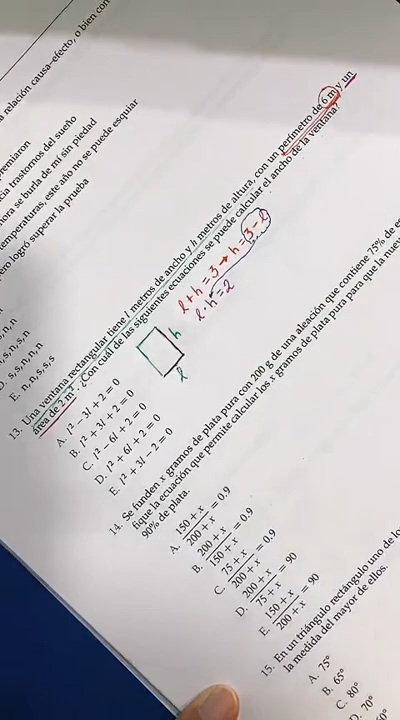 a relación causa-efecto, o bien con
premiaron
cia trastornos del sueño
nora se burla de mí sin piedad
temperaturas, este año no se puede esquiar
ero logró superar la prueba
s,n,n
n,s,n,s,n
D. s,s,n,n,n
E. n,n,s,s,s
13. Una ventana rectangular tiene l metros de ancho y h metros de altura, con un perímetro de 6 m y un
área de 2 m². ¿Con cuál de las siguientes ecuaciones se puede calcular el ancho de la ventana?
l + h = 3 → h = 3 - l
l · h = 2
h
l
A. l² − 3l + 2 = 0
B. l² + 3l + 2 = 0
C. l² − 6l + 2 = 0
D. l² + 6l + 2 = 0
E. l² + 3l − 2 = 0
14. Se funden x gramos de plata pura con 200 g de una aleación que contiene 75% de
fique la ecuación que permite calcular los x gramos de plata pura para que la nuev
90% de plata.
A. (150 + x)/(200 + x) = 0.9
B. (200 + x)/(150 + x) = 0.9
C. (75 + x)/(200 + x) = 0.9
D. (200 + x)/(75 + x) = 90
E. (150 + x)/(200 + x) = 90
15. En un triángulo rectángulo uno de lo
la medida del mayor de ellos.
A. 75°
B. 65°
C. 80°
D. 70°